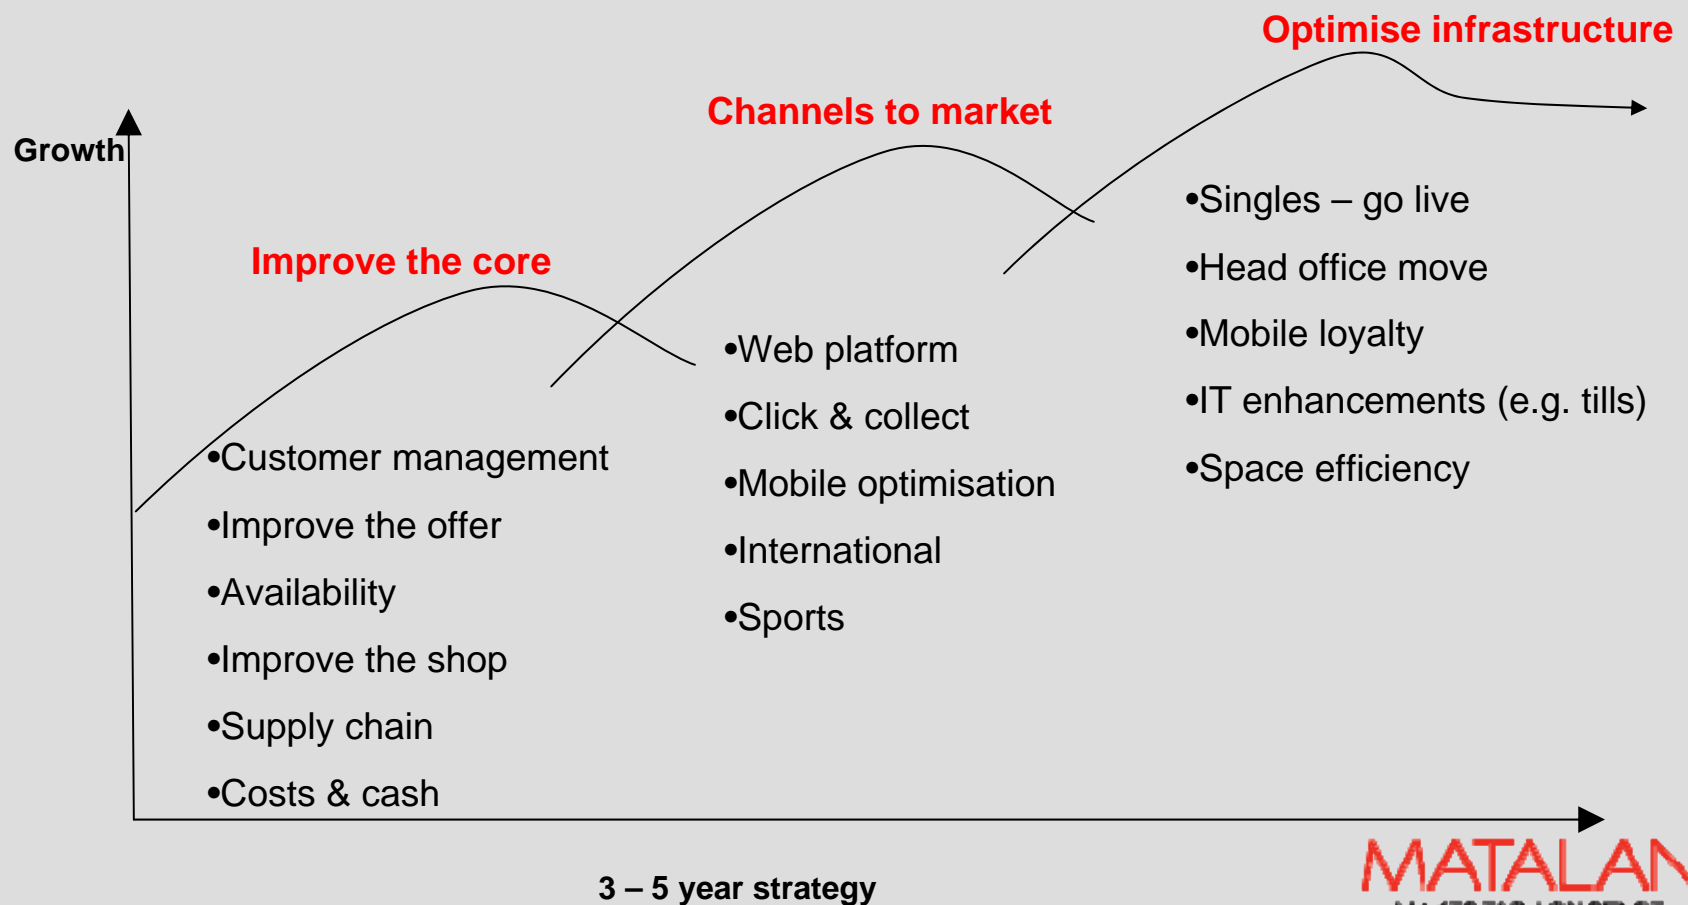 Optimise infrastructure
Channels to market
Growth
Improve the core
•Singles – go live
•Head office move
•Mobile loyalty
•IT enhancements (e.g. tills)
•Space efficiency
•Web platform
•Click & collect
•Mobile optimisation
•International
•Sports
•Customer management
•Improve the offer
•Availability
•Improve the shop
•Supply chain
•Costs & cash
3 – 5 year strategy
MATALAN